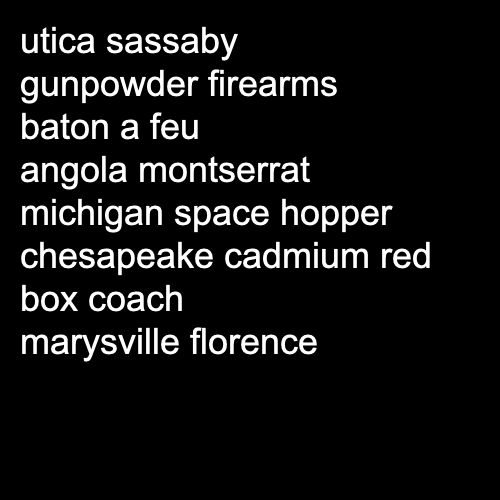 utica sassaby
gunpowder firearms
baton a feu
angola montserrat
michigan space hopper
chesapeake cadmium red
box coach
marysville florence